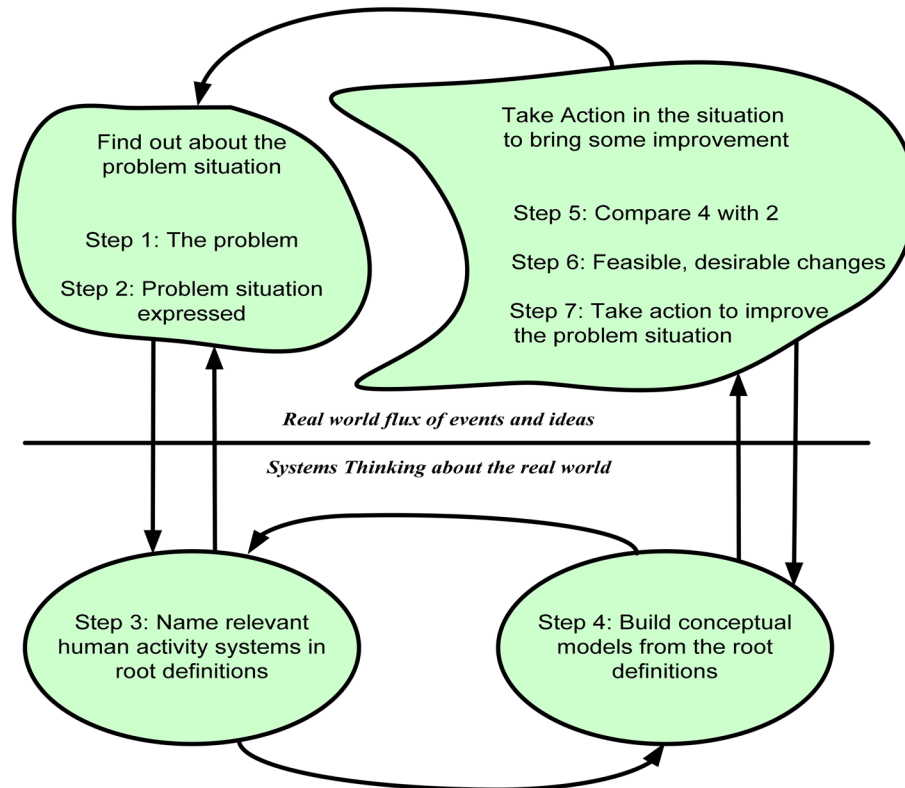 Find out about the
problem situation
Step 1: The problem
Step 2: Problem situation
expressed
Take Action in the situation
to bring some improvement
Step 5: Compare 4 with 2
Step 6: Feasible, desirable changes
Step 7: Take action to improve
the problem situation
Real world flux of events and ideas
Systems Thinking about the real world
Step 3: Name relevant
human activity systems in
root definitions
Step 4: Build conceptual
models from the root
definitions